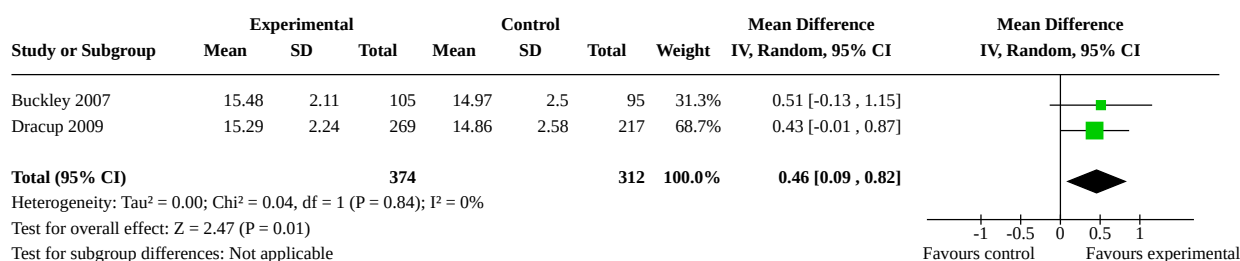 Experimental Control Mean Difference Mean Difference
Study or Subgroup Mean SD Total Mean SD Total Weight IV, Random, 95% CI IV, Random, 95% CI
Buckley 2007 15.48 2.11 105 14.97 2.5 95 31.3% 0.51 [-0.13 , 1.15]
Dracup 2009 15.29 2.24 269 14.86 2.58 217 68.7% 0.43 [-0.01 , 0.87]
Total (95% CI) 374 312 100.0% 0.46 [0.09 , 0.82]
Heterogeneity: Tau² = 0.00; Chi² = 0.04, df = 1 (P = 0.84); I² = 0%
Test for overall effect: Z = 2.47 (P = 0.01) -1 -0.5 0 0.5 1
Test for subgroup differences: Not applicable Favours control Favours experimental